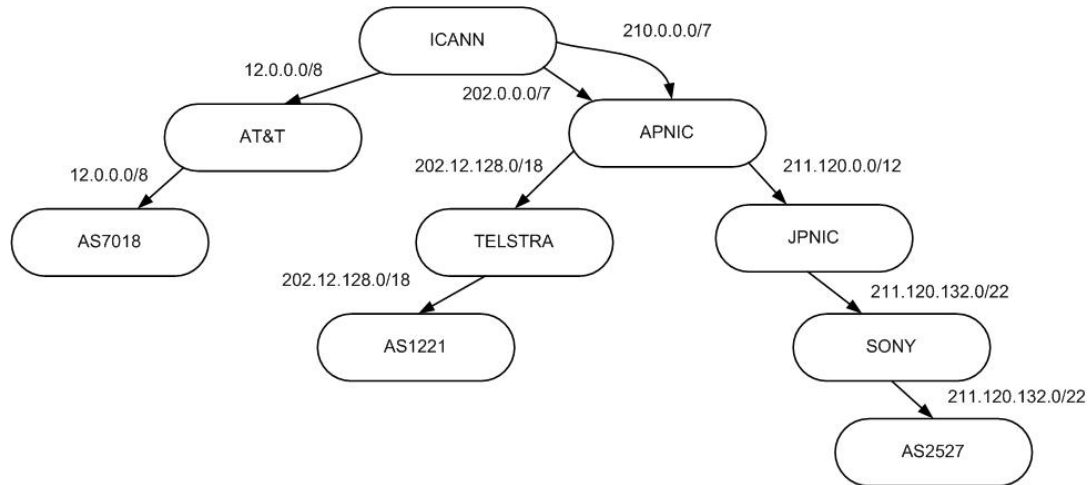 ICANN
210.0.0.0/7
12.0.0.0/8
202.0.0.0/7
AT&T
APNIC
12.0.0.0/8
202.12.128.0/18
211.120.0.0/12
AS7018
TELSTRA
JPNIC
202.12.128.0/18
211.120.132.0/22
AS1221
SONY
211.120.132.0/22
AS2527